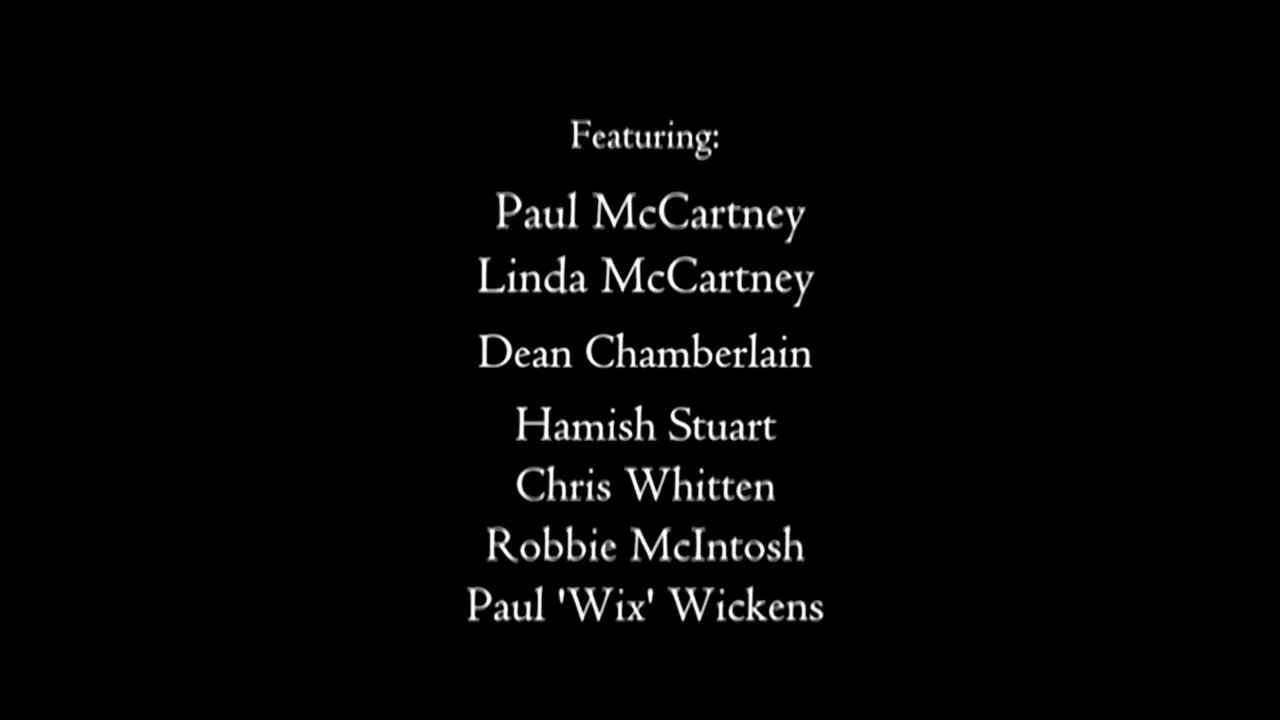 Featuring:
Paul McCartney
Linda McCartney
Dean Chamberlain
Hamish Stuart
Chris Whitten
Robbie McIntosh
Paul 'Wix' Wickens